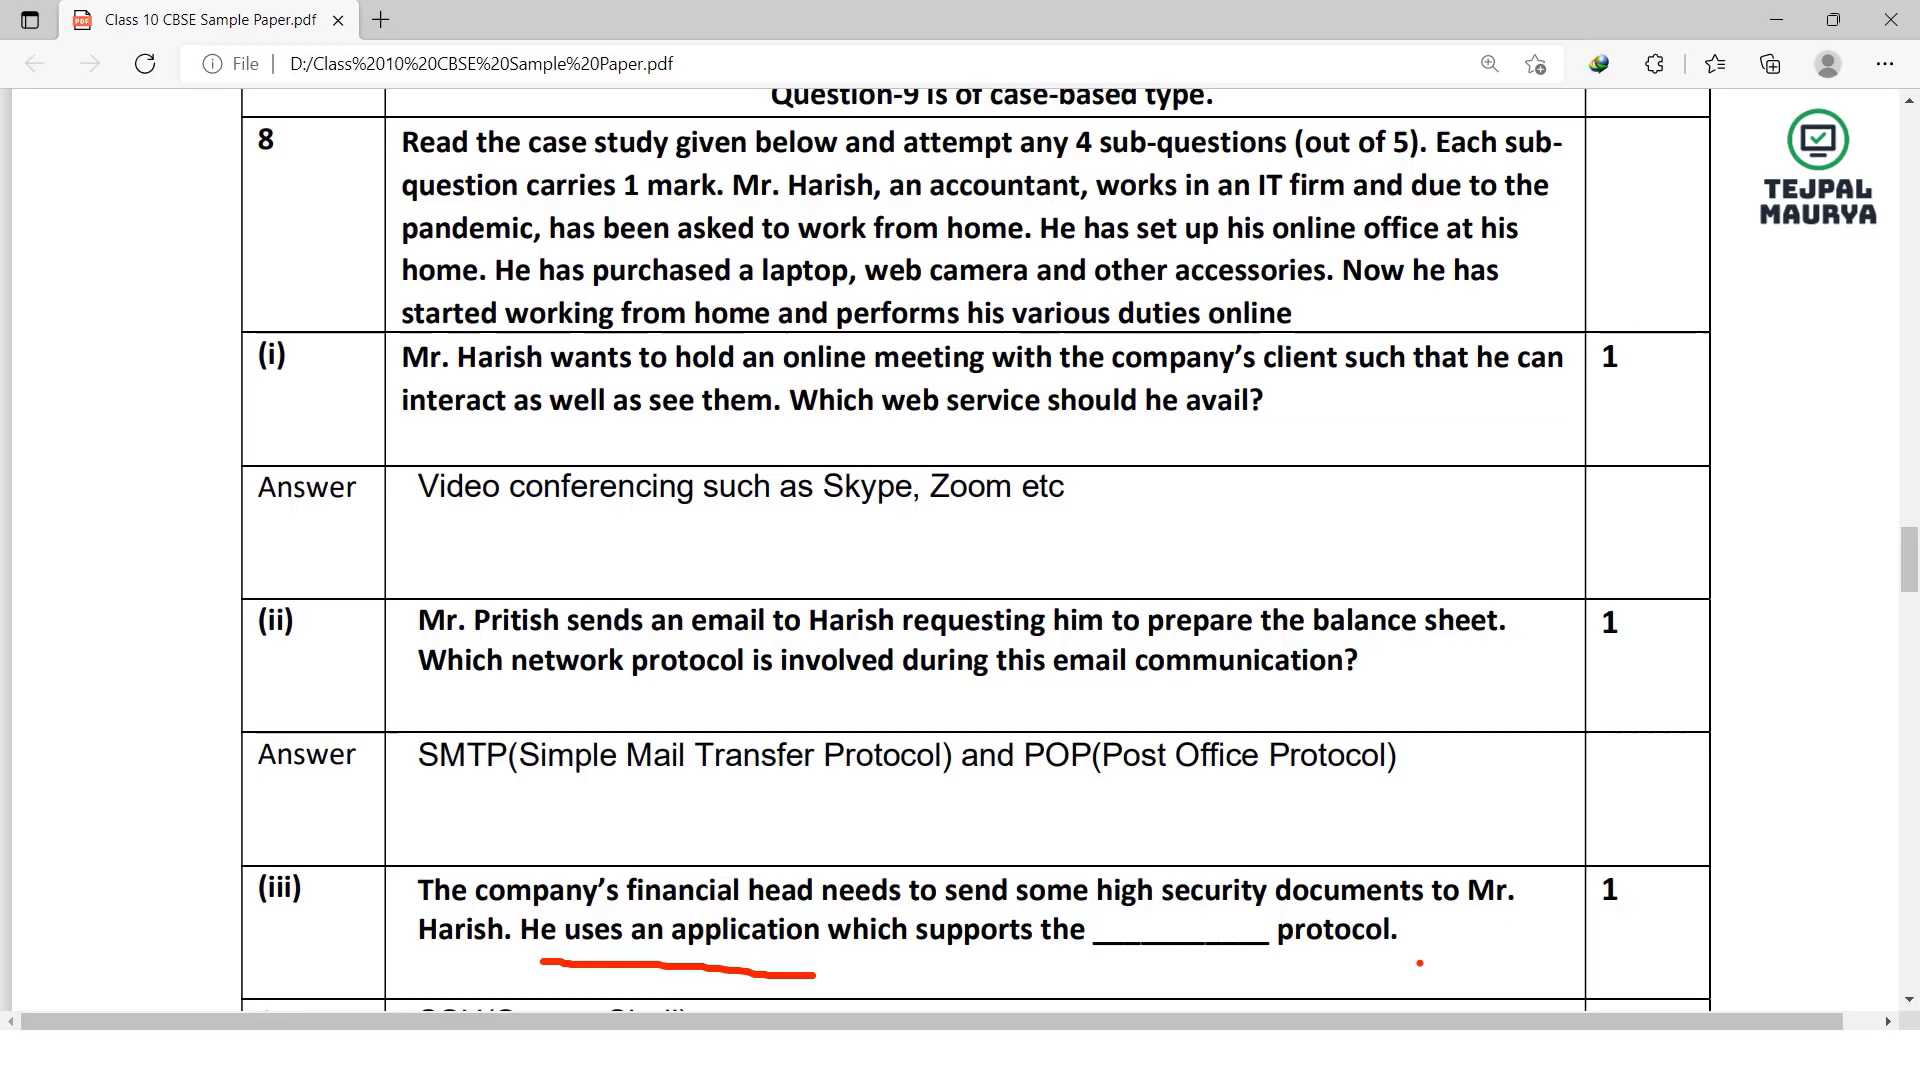 Class 10 CBSE Sample Paper.pdf
File
D:/Class%2010%20CBSE%20Sample%20Paper.pdf
Question-9 is of case-based type.
8
Read the case study given below and attempt any 4 sub-questions (out of 5). Each sub-
question carries 1 mark. Mr. Harish, an accountant, works in an IT firm and due to the
pandemic, has been asked to work from home. He has set up his online office at his
home. He has purchased a laptop, web camera and other accessories. Now he has
started working from home and performs his various duties online
TEJPAL
MAURYA
(i)
Mr. Harish wants to hold an online meeting with the company’s client such that he can
interact as well as see them. Which web service should he avail?
1
Answer
Video conferencing such as Skype, Zoom etc
(ii)
Mr. Pritish sends an email to Harish requesting him to prepare the balance sheet.
Which network protocol is involved during this email communication?
1
Answer
SMTP(Simple Mail Transfer Protocol) and POP(Post Office Protocol)
(iii)
The company’s financial head needs to send some high security documents to Mr.
Harish. He uses an application which supports the ___________ protocol.
1